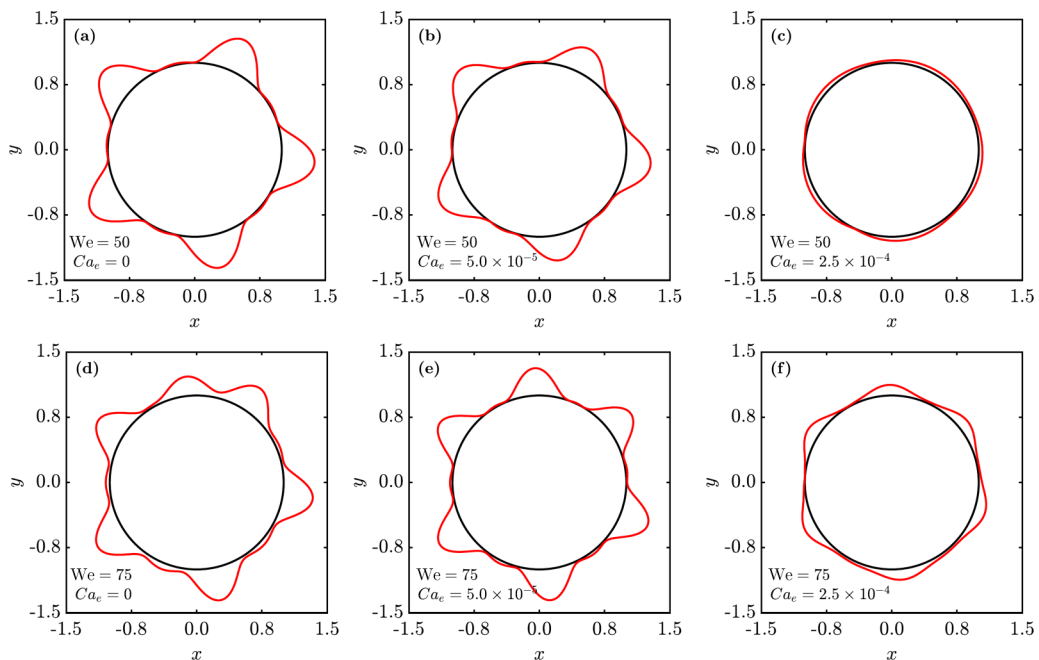 (a)
1.5
0.8
0.0
-0.8
-1.5
y
We = 50
Ca_e = 0
-1.5 -0.8 0.0 0.8 1.5
x
(b)
1.5
0.8
0.0
-0.8
-1.5
y
We = 50
Ca_e = 5.0 × 10⁻⁵
-1.5 -0.8 0.0 0.8 1.5
x
(c)
1.5
0.8
0.0
-0.8
-1.5
y
We = 50
Ca_e = 2.5 × 10⁻⁴
-1.5 -0.8 0.0 0.8 1.5
x
(d)
1.5
0.8
0.0
-0.8
-1.5
y
We = 75
Ca_e = 0
-1.5 -0.8 0.0 0.8 1.5
x
(e)
1.5
0.8
0.0
-0.8
-1.5
y
We = 75
Ca_e = 5.0 × 10⁻⁵
-1.5 -0.8 0.0 0.8 1.5
x
(f)
1.5
0.8
0.0
-0.8
-1.5
y
We = 75
Ca_e = 2.5 × 10⁻⁴
-1.5 -0.8 0.0 0.8 1.5
x